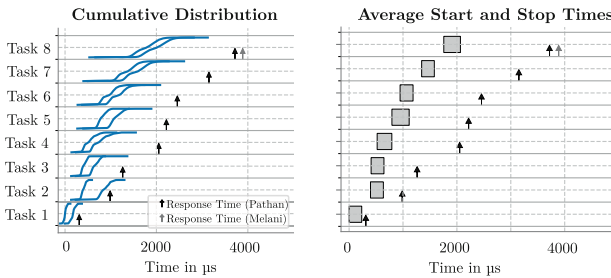 Cumulative Distribution
Average Start and Stop Times
Task 8
Task 7
Task 6
Task 5
Task 4
Task 3
Task 2
Task 1
Response Time (Pathan)
Response Time (Melani)
0 2000 4000
0 2000 4000
Time in µs
Time in µs